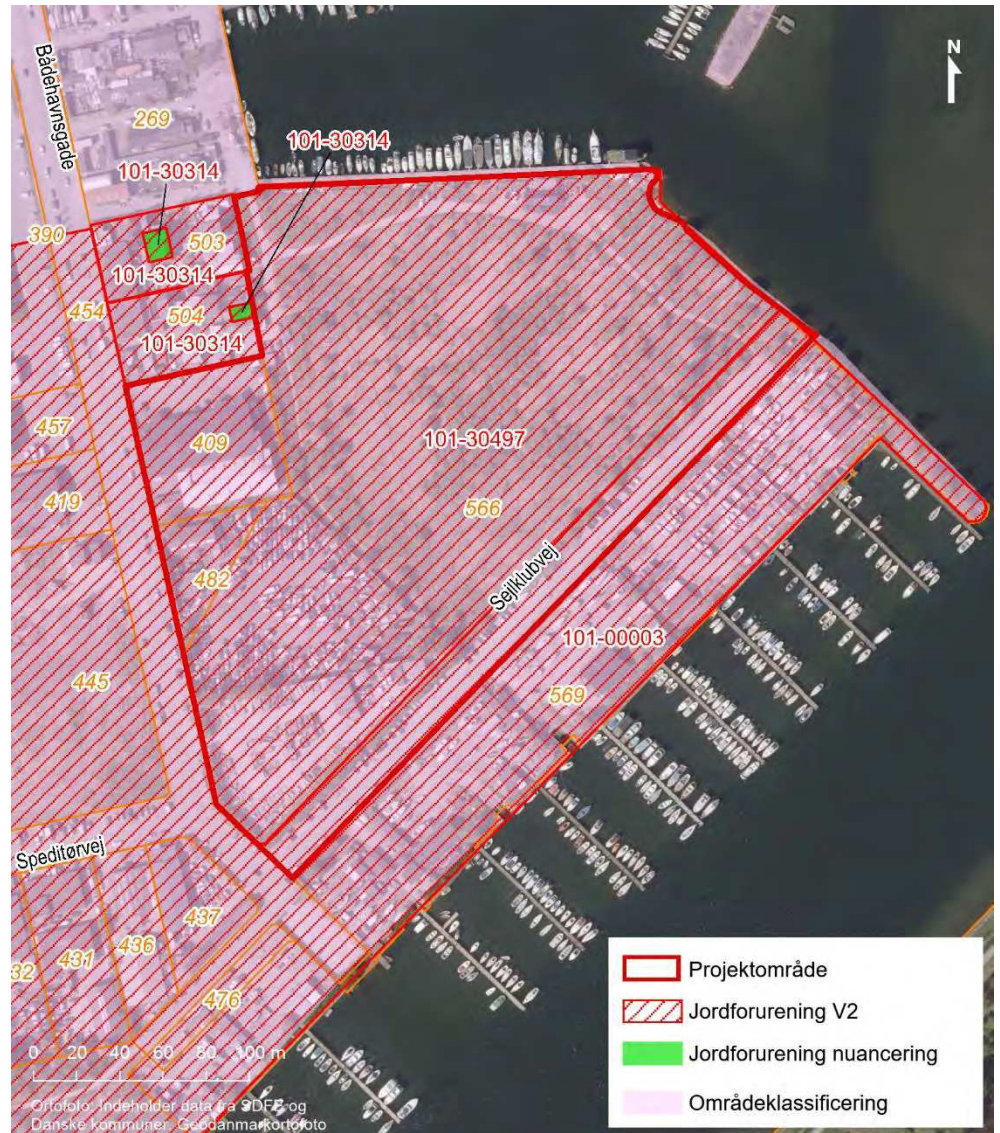 Bådehavnsgade
N
269
101-30314
101-30314
390
503
101-30314
454
504
101-30314
457
409
101-30497
419
566
482
Sejlklubvej
101-00003
445
569
Speditørvej
437
436
431
32
476
0 20 40 60 80 100 m
Ortofoto: Indeholder data fra SDFE og
Danske kommuner, Geodanmarkortofoto
Projektområde
Jordforurening V2
Jordforurening nuancering
Områdeklassificering